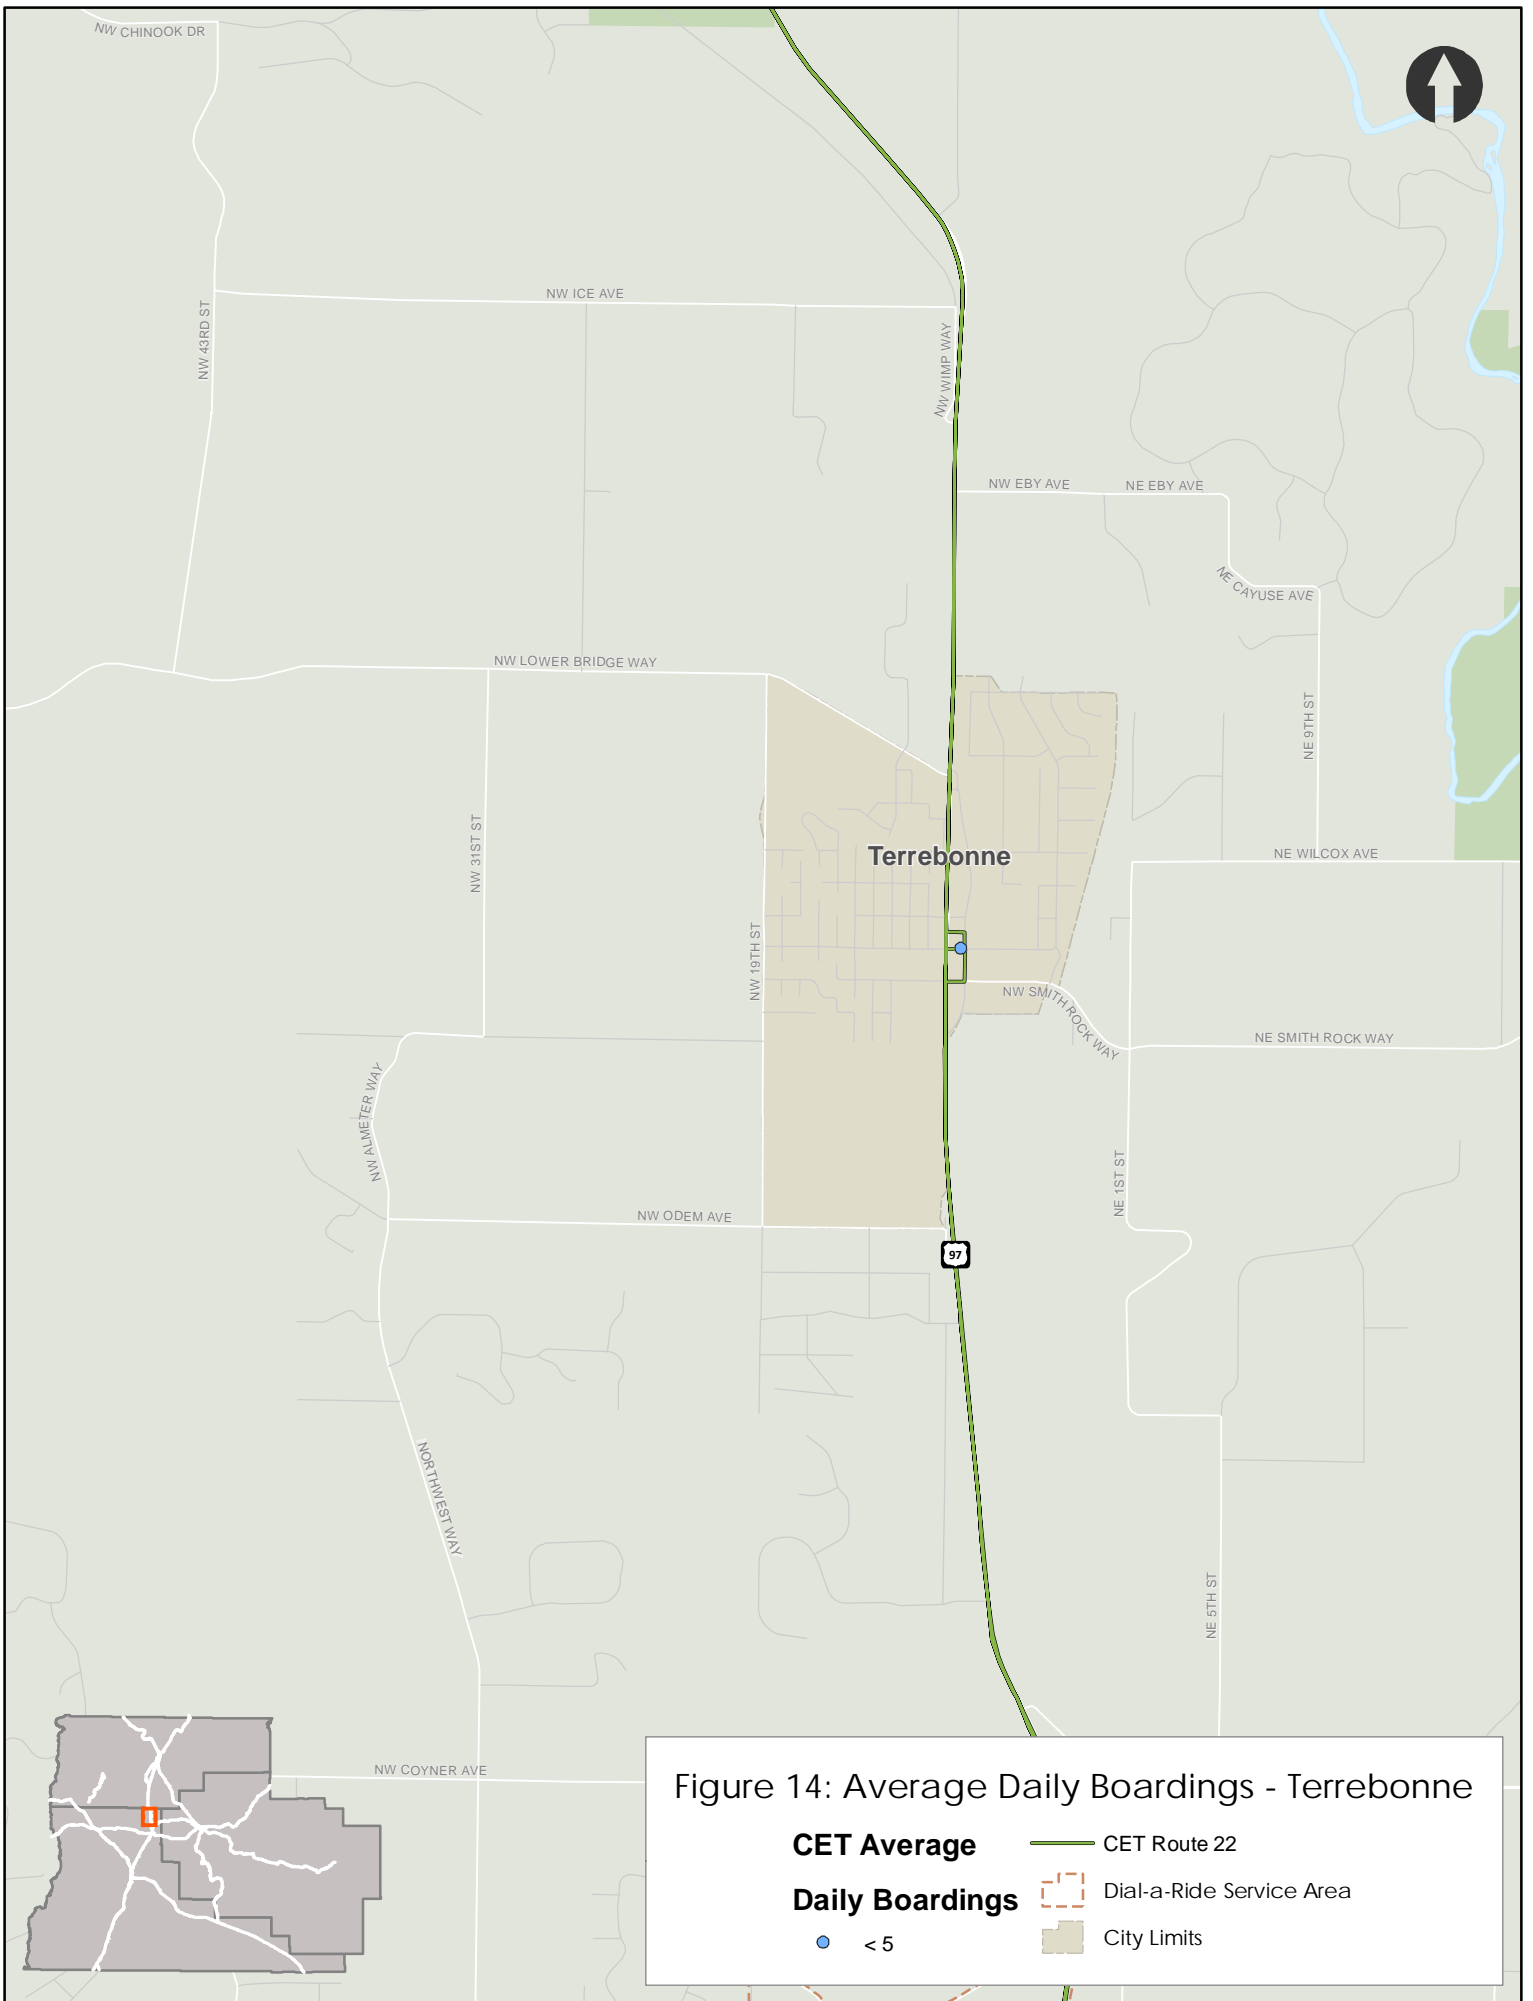 NW CHINOOK DR
NW ICE AVE
NW 43RD ST
NW WIMP WAY
NW EBY AVE
NE EBY AVE
NE CAYUSE AVE
NW LOWER BRIDGE WAY
NE 9TH ST
NW 31ST ST
Terrebonne
NE WILCOX AVE
NW 19TH ST
NW SMITH ROCK WAY
NE SMITH ROCK WAY
NW ALMETER WAY
NE 1ST ST
NW ODEM AVE
97
NORTHWEST WAY
NE 5TH ST
NW COYNER AVE
Figure 14: Average Daily Boardings - Terrebonne
CET Average
Daily Boardings
< 5
CET Route 22
Dial-a-Ride Service Area
City Limits